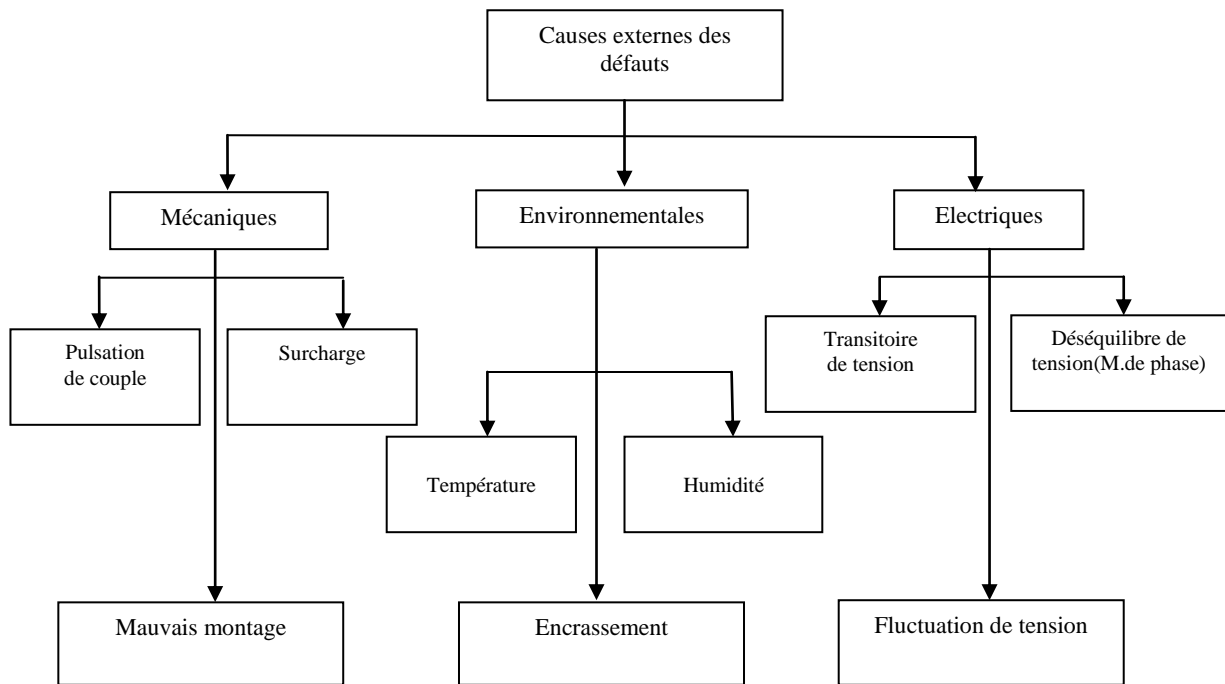 Causes externes des
défauts
Mécaniques
Environnementales
Electriques
Pulsation
de couple
Surcharge
Transitoire
de tension
Déséquilibre de
tension(M.de phase)
Température
Humidité
Mauvais montage
Encrassement
Fluctuation de tension